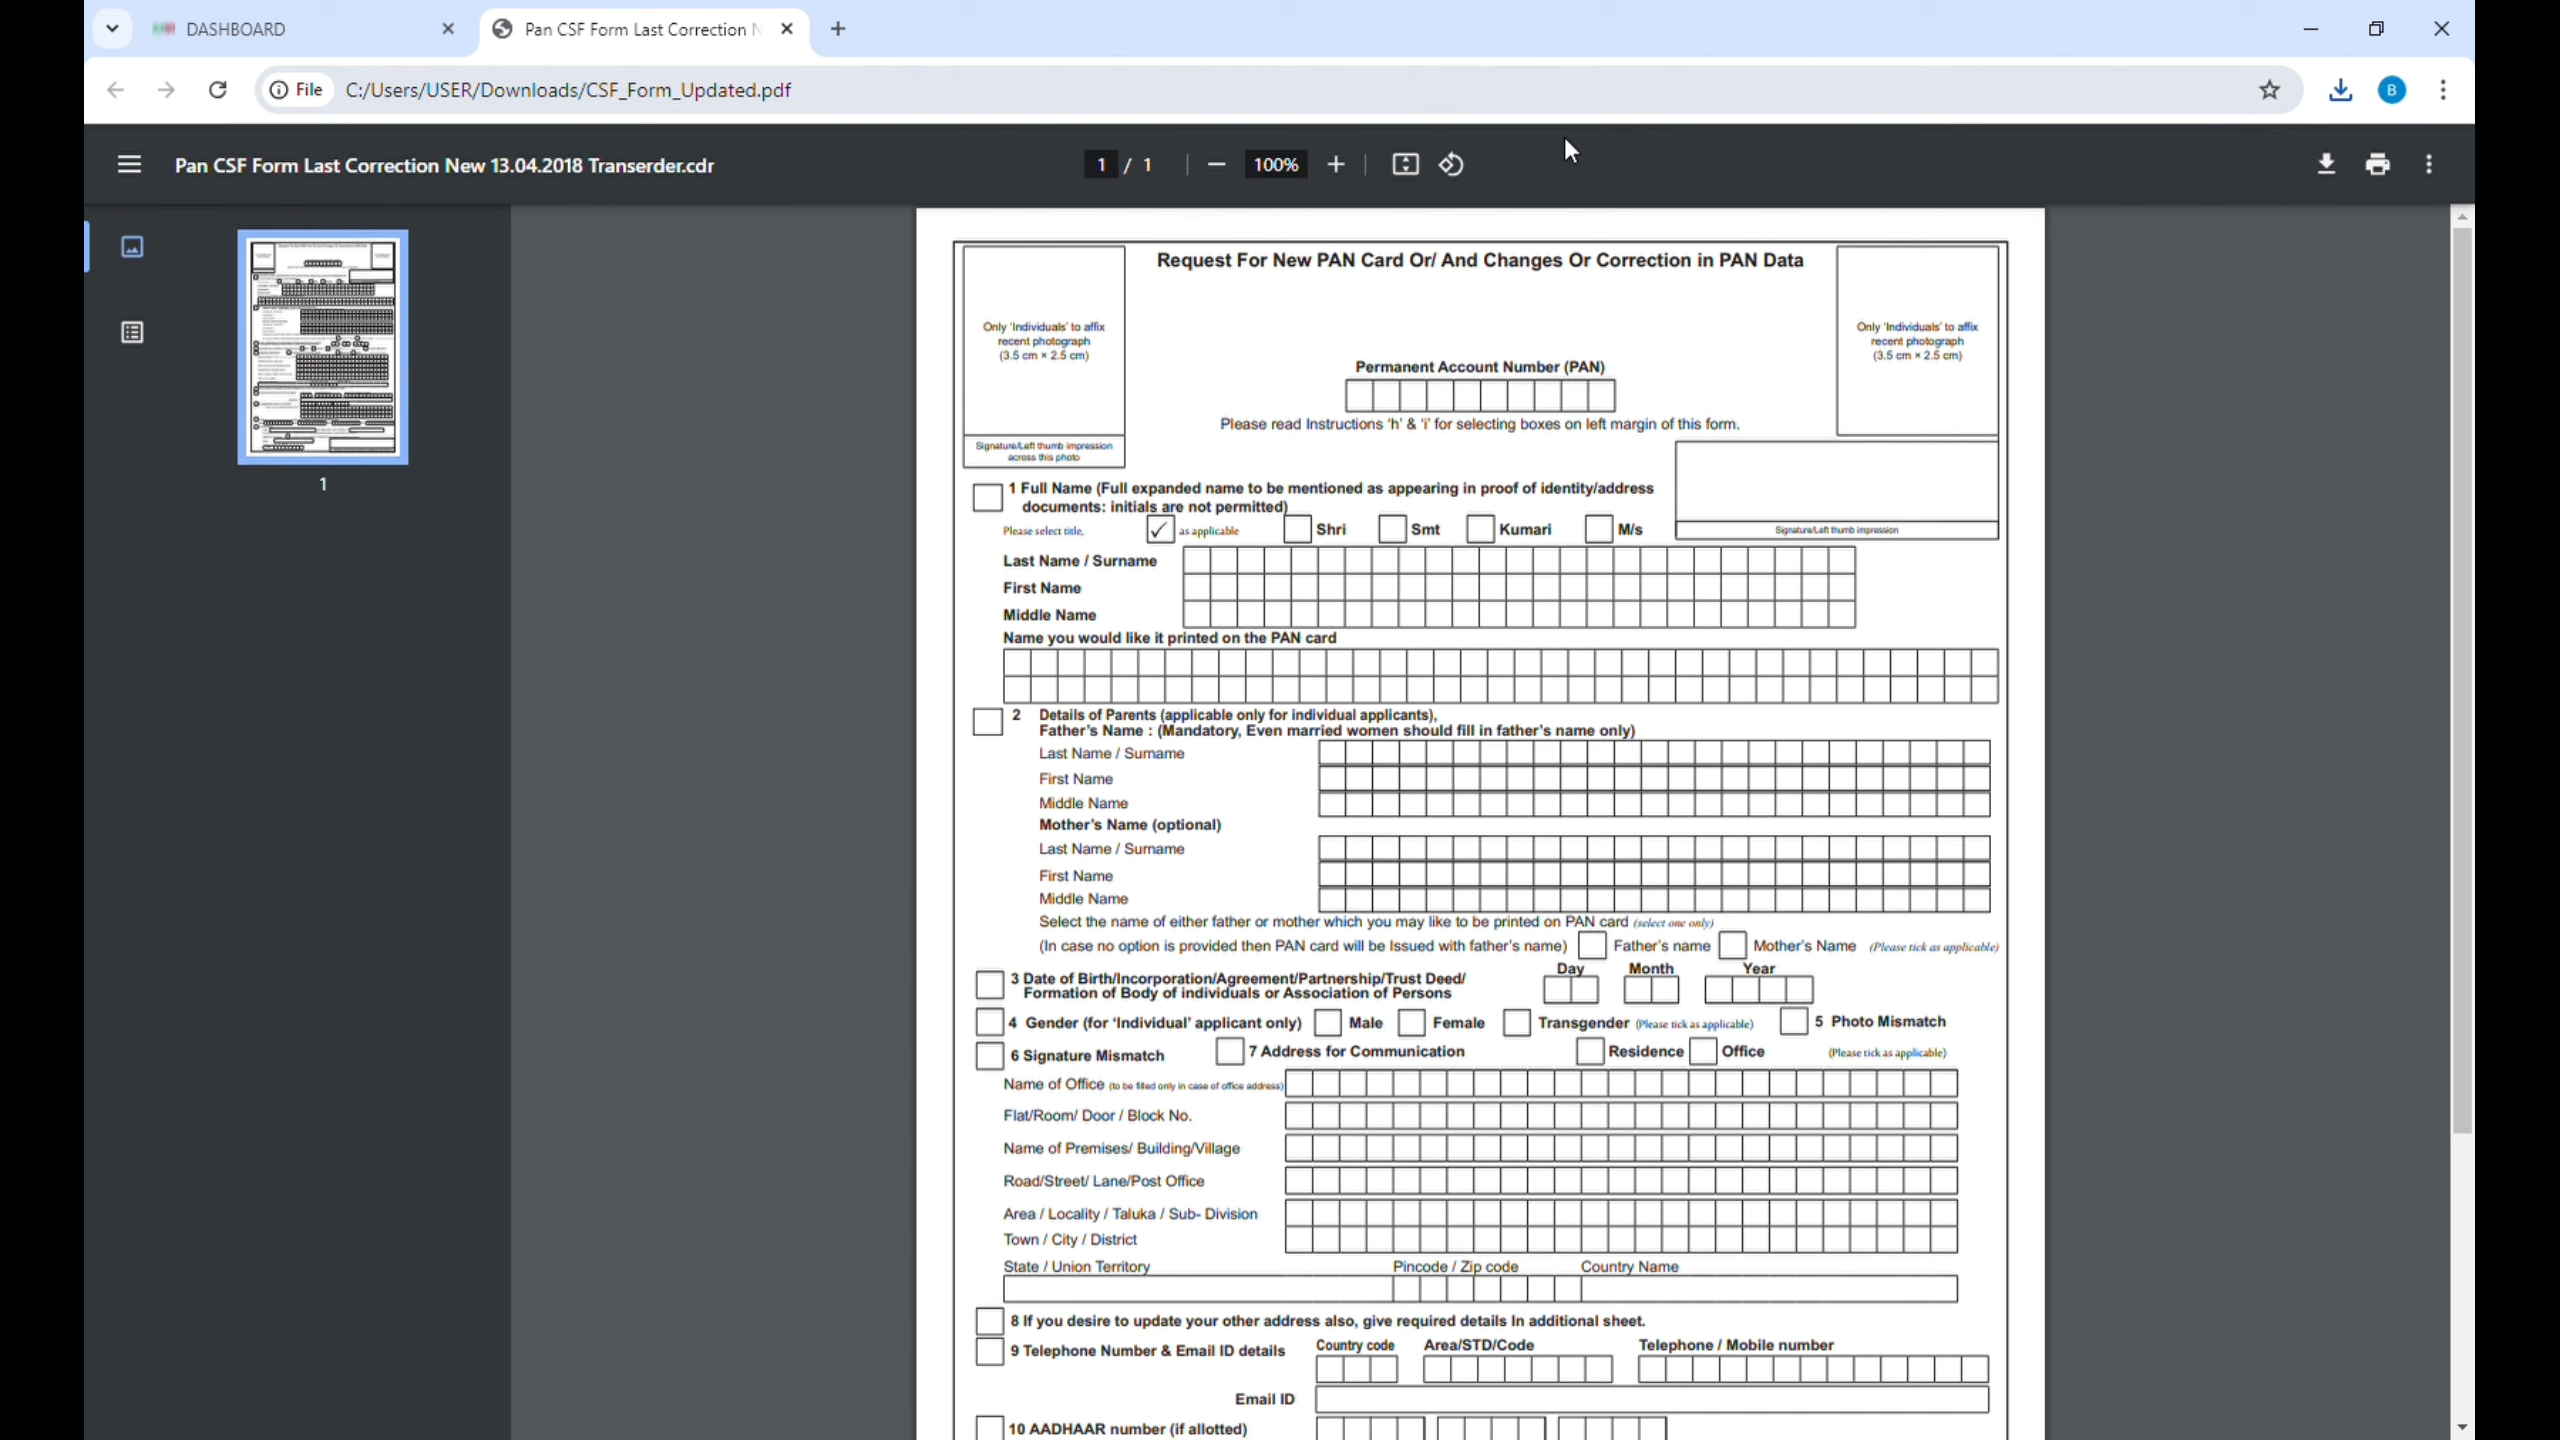 DASHBOARD
Pan CSF Form Last Correction N
File
C:/Users/USER/Downloads/CSF_Form_Updated.pdf
B
Pan CSF Form Last Correction New 13.04.2018 Transerder.cdr
1 / 1
100%
1
Request For New PAN Card Or/ And Changes Or Correction in PAN Data
Only 'Individuals' to affix
recent photograph
(3.5 cm × 2.5 cm)
Only 'Individuals' to affix
recent photograph
(3.5 cm × 2.5 cm)
Permanent Account Number (PAN)
Please read Instructions 'h' & 'i' for selecting boxes on left margin of this form.
Signature/Left thumb impression
across this photo
1 Full Name (Full expanded name to be mentioned as appearing in proof of identity/address
documents: initials are not permitted)
Please select title, ✓ as applicable Shri Smt Kumari M/s
Signature/Left thumb impression
Last Name / Surname
First Name
Middle Name
Name you would like it printed on the PAN card
2 Details of Parents (applicable only for individual applicants),
Father's Name : (Mandatory, Even married women should fill in father's name only)
Last Name / Surname
First Name
Middle Name
Mother's Name (optional)
Last Name / Surname
First Name
Middle Name
Select the name of either father or mother which you may like to be printed on PAN card (select one only)
(In case no option is provided then PAN card will be Issued with father's name) Father's name Mother's Name (Please tick as applicable)
Day Month Year
3 Date of Birth/Incorporation/Agreement/Partnership/Trust Deed/
Formation of Body of individuals or Association of Persons
4 Gender (for 'Individual' applicant only) Male Female Transgender (Please tick as applicable) 5 Photo Mismatch
6 Signature Mismatch 7 Address for Communication Residence Office (Please tick as applicable)
Name of Office (to be filled only in case of office address)
Flat/Room/ Door / Block No.
Name of Premises/ Building/Village
Road/Street/ Lane/Post Office
Area / Locality / Taluka / Sub- Division
Town / City / District
State / Union Territory Pincode / Zip code Country Name
8 If you desire to update your other address also, give required details In additional sheet.
9 Telephone Number & Email ID details Country code Area/STD/Code Telephone / Mobile number
Email ID
10 AADHAAR number (if allotted)